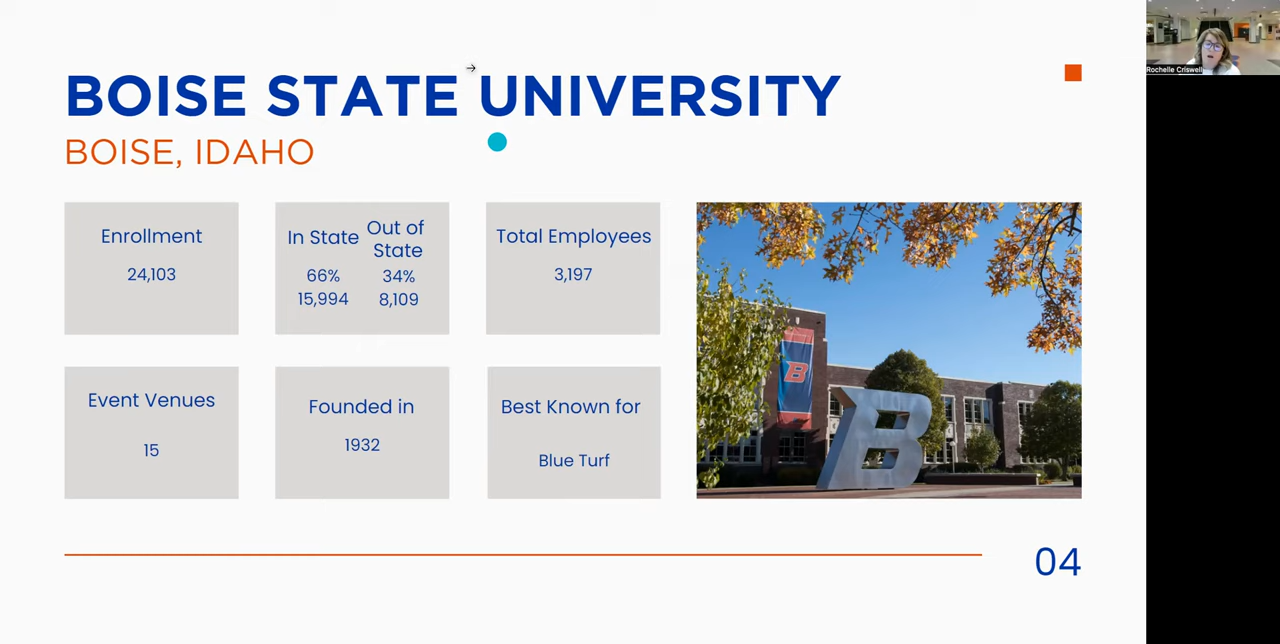 BOISE STATE UNIVERSITY
BOISE, IDAHO
Enrollment
24,103
In State
66%
15,994
Out of
State
34%
8,109
Total Employees
3,197
Event Venues
15
Founded in
1932
Best Known for
Blue Turf
B
B
04
Rochelle Criswell